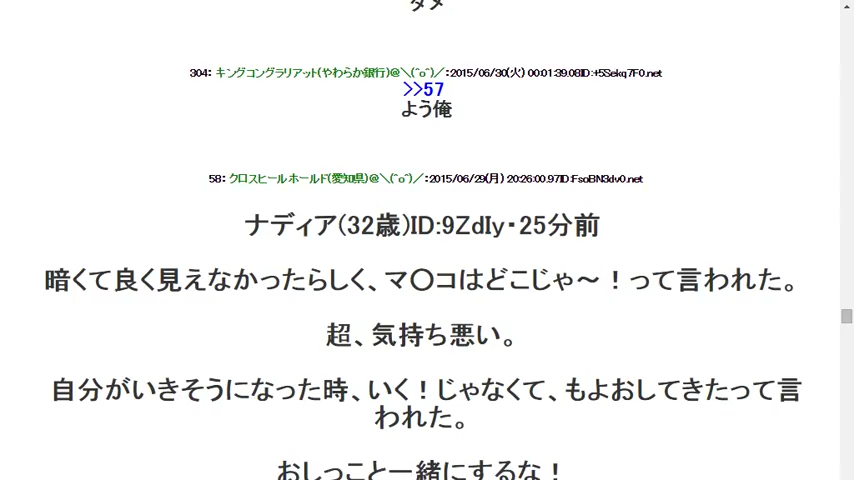 ダメ
304: キングコングラリアット(やわらか銀行)@＼(^o^)／:2015/06/30(火) 00:01:39.08ID:+5Sekq7F0.net
>>57
よう俺
58: クロスヒールホールド(愛知県)@＼(^o^)／:2015/06/29(月) 20:26:00.97ID:FsoBN3dv0.net
ナディア(32歳)ID:9ZdIy・25分前
暗くて良く見えなかったらしく、マ〇コはどこじゃ～！って言われた。
超、気持ち悪い。
自分がいきそうになった時、いく！じゃなくて、もよおしてきたって言
われた。
おしっこと一緒にするな！